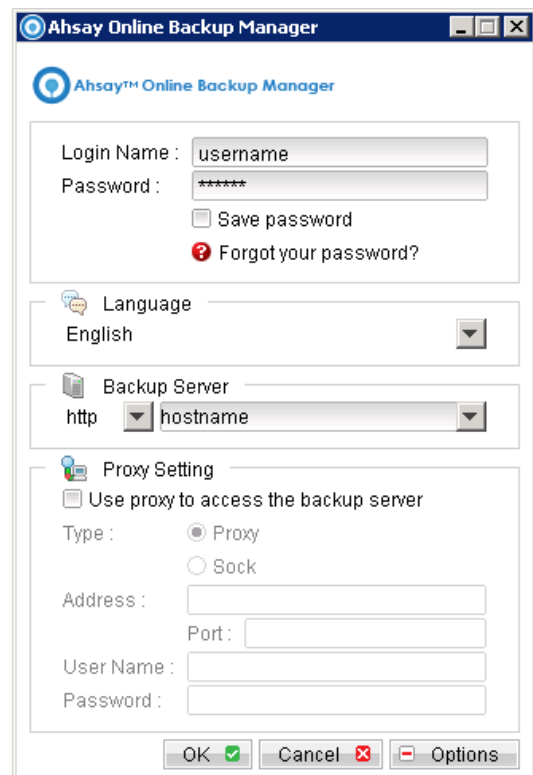 Ahsay Online Backup Manager
Ahsay™ Online Backup Manager
Login Name : username
Password : ******
Save password
Forgot your password?
Language
English
Backup Server
http hostname
Proxy Setting
Use proxy to access the backup server
Type : Proxy
Sock
Address :
Port :
User Name :
Password :
OK Cancel Options